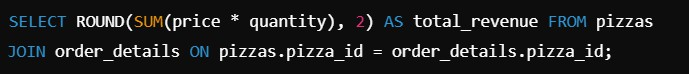 SELECT ROUND(SUM(price * quantity), 2) AS total_revenue FROM pizzas
JOIN order_details ON pizzas.pizza_id = order_details.pizza_id;